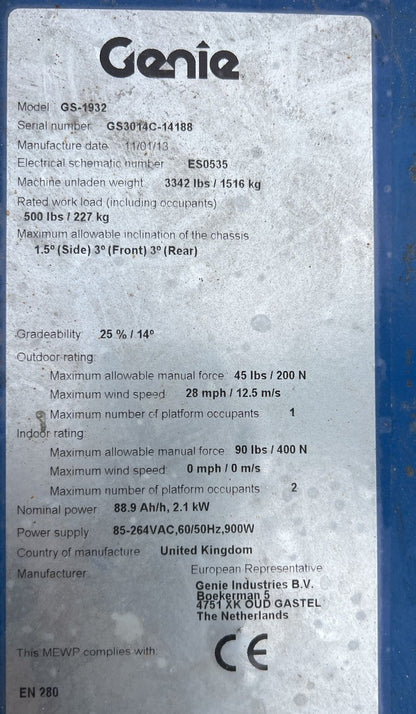 Genie
Model GS-1932
Serial number GS3014C-14188
Manufacture date 11/01/13
Electrical schematic number ES0535
Machine unladen weight 3342 lbs / 1516 kg
Rated work load (including occupants)
500 lbs / 227 kg
Maximum allowable inclination of the chassis
1.5º (Side) 3º (Front) 3º (Rear)
Gradeability 25 % / 14º
Outdoor rating:
Maximum allowable manual force 45 lbs / 200 N
Maximum wind speed 28 mph / 12.5 m/s
Maximum number of platform occupants 1
Indoor rating:
Maximum allowable manual force 90 lbs / 400 N
Maximum wind speed: 0 mph / 0 m/s
Maximum number of platform occupants 2
Nominal power 88.9 Ah/h, 2.1 kW
Power supply 85-264VAC,60/50Hz,900W
Country of manufacture United Kingdom
Manufacturer: European Representative
Genie Industries B.V.
Boekerman 5
4751 XK OUD GASTEL
The Netherlands
This MEWP complies with: CE
EN 280